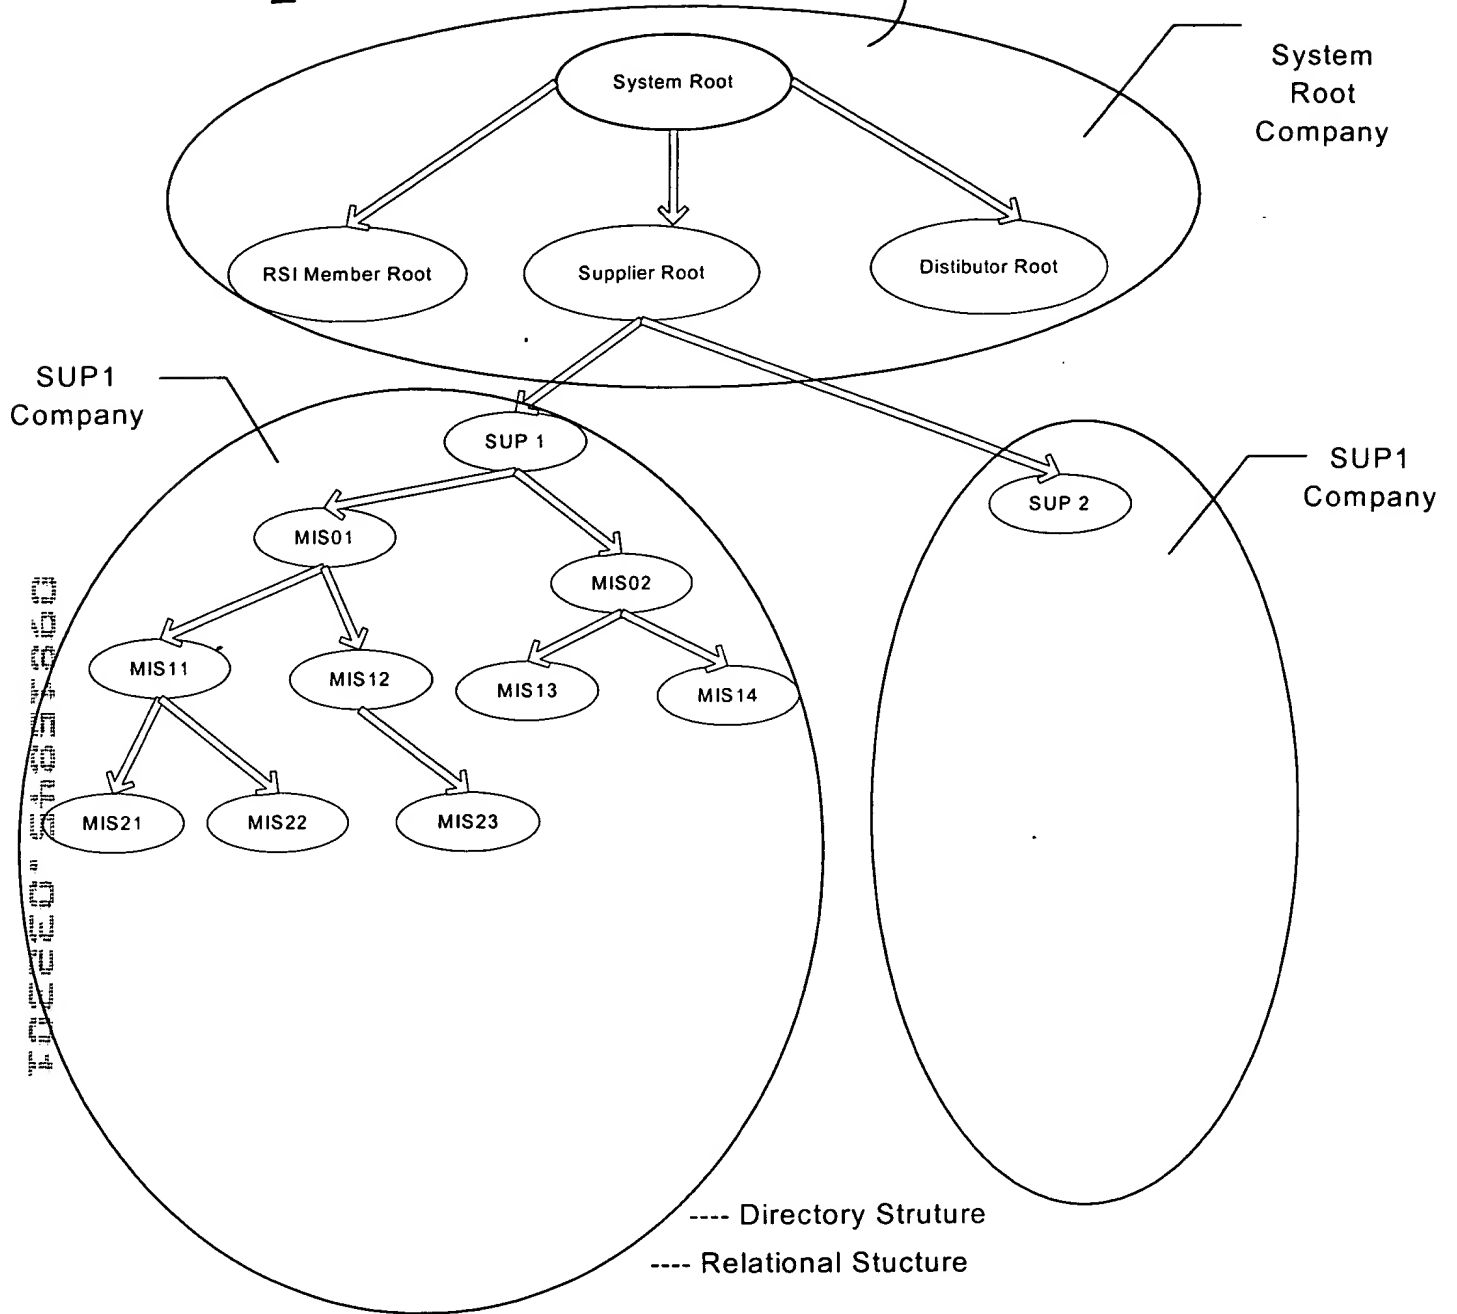 System Root
System
Root
Company
RSI Member Root
Supplier Root
Distibutor Root
SUP1
Company
SUP 1
SUP1
Company
SUP 2
MIS01
MIS02
MIS11
MIS12
MIS13
MIS14
MIS21
MIS22
MIS23
---- Directory Struture
---- Relational Stucture